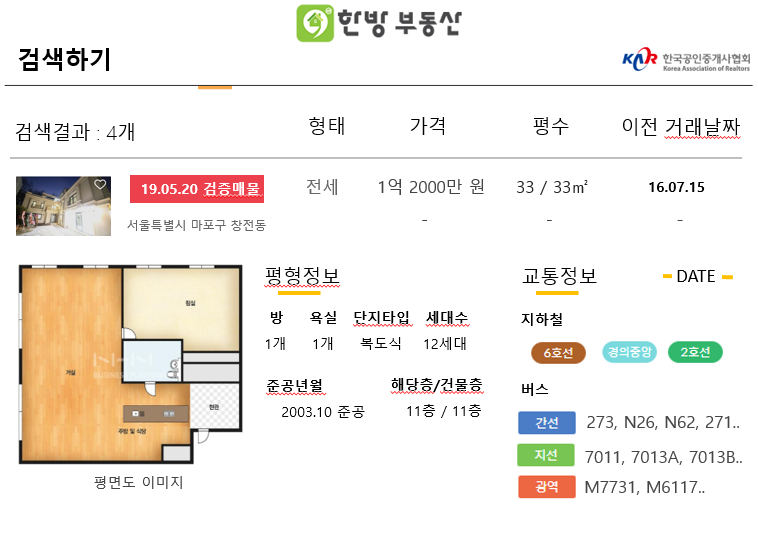 한방 부동산
검색하기
KAR 한국공인중개사협회
Korea Association of Realtors
검색결과 : 4개 형태 가격 평수 이전 거래날짜
19.05.20 검증매물 전세 1억 2000만 원 33 / 33㎡ 16.07.15
서울특별시 마포구 창전동 - - -
평형정보
방 욕실 단지타입 세대수
1개 1개 복도식 12세대
준공년월 해당층/건물층
2003.10 준공 11층 / 11층
침실
거실
현관
주방 및 식당
평면도 이미지
교통정보 DATE
지하철
6호선 경의중앙 2호선
버스
간선 273, N26, N62, 271..
지선 7011, 7013A, 7013B..
광역 M7731, M6117..